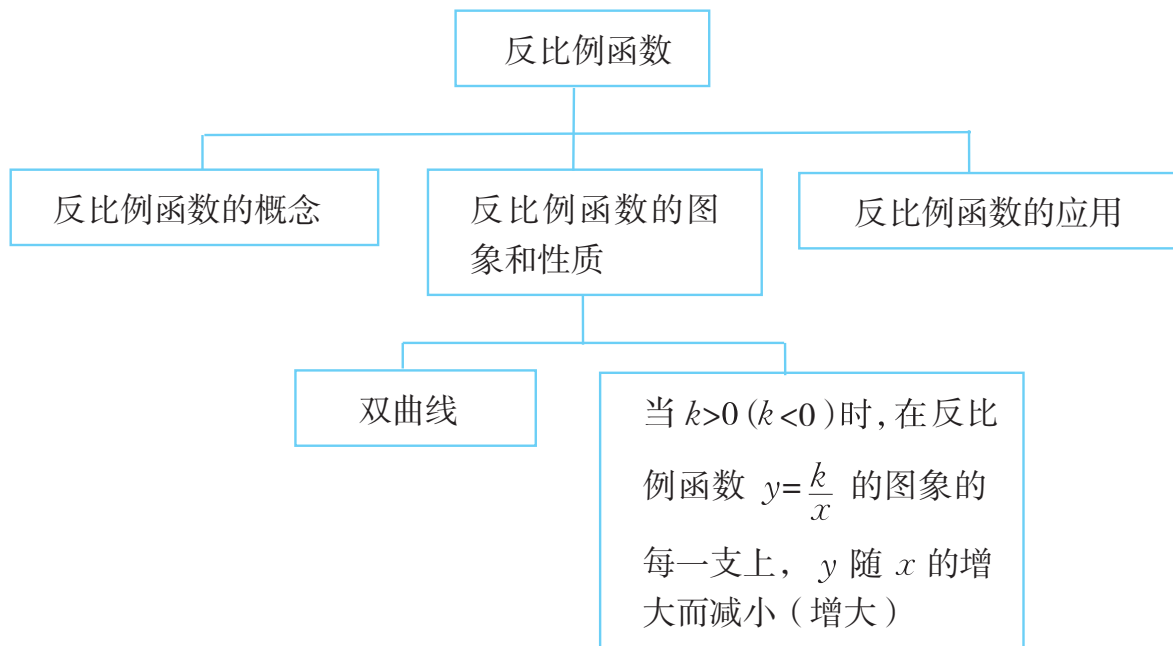 反比例函数
反比例函数的概念
反比例函数的图
象和性质
反比例函数的应用
双曲线
当 k>0 (k<0)时,在反比
例函数 y=k/x 的图象的
每一支上, y 随 x 的增
大而减小(增大)